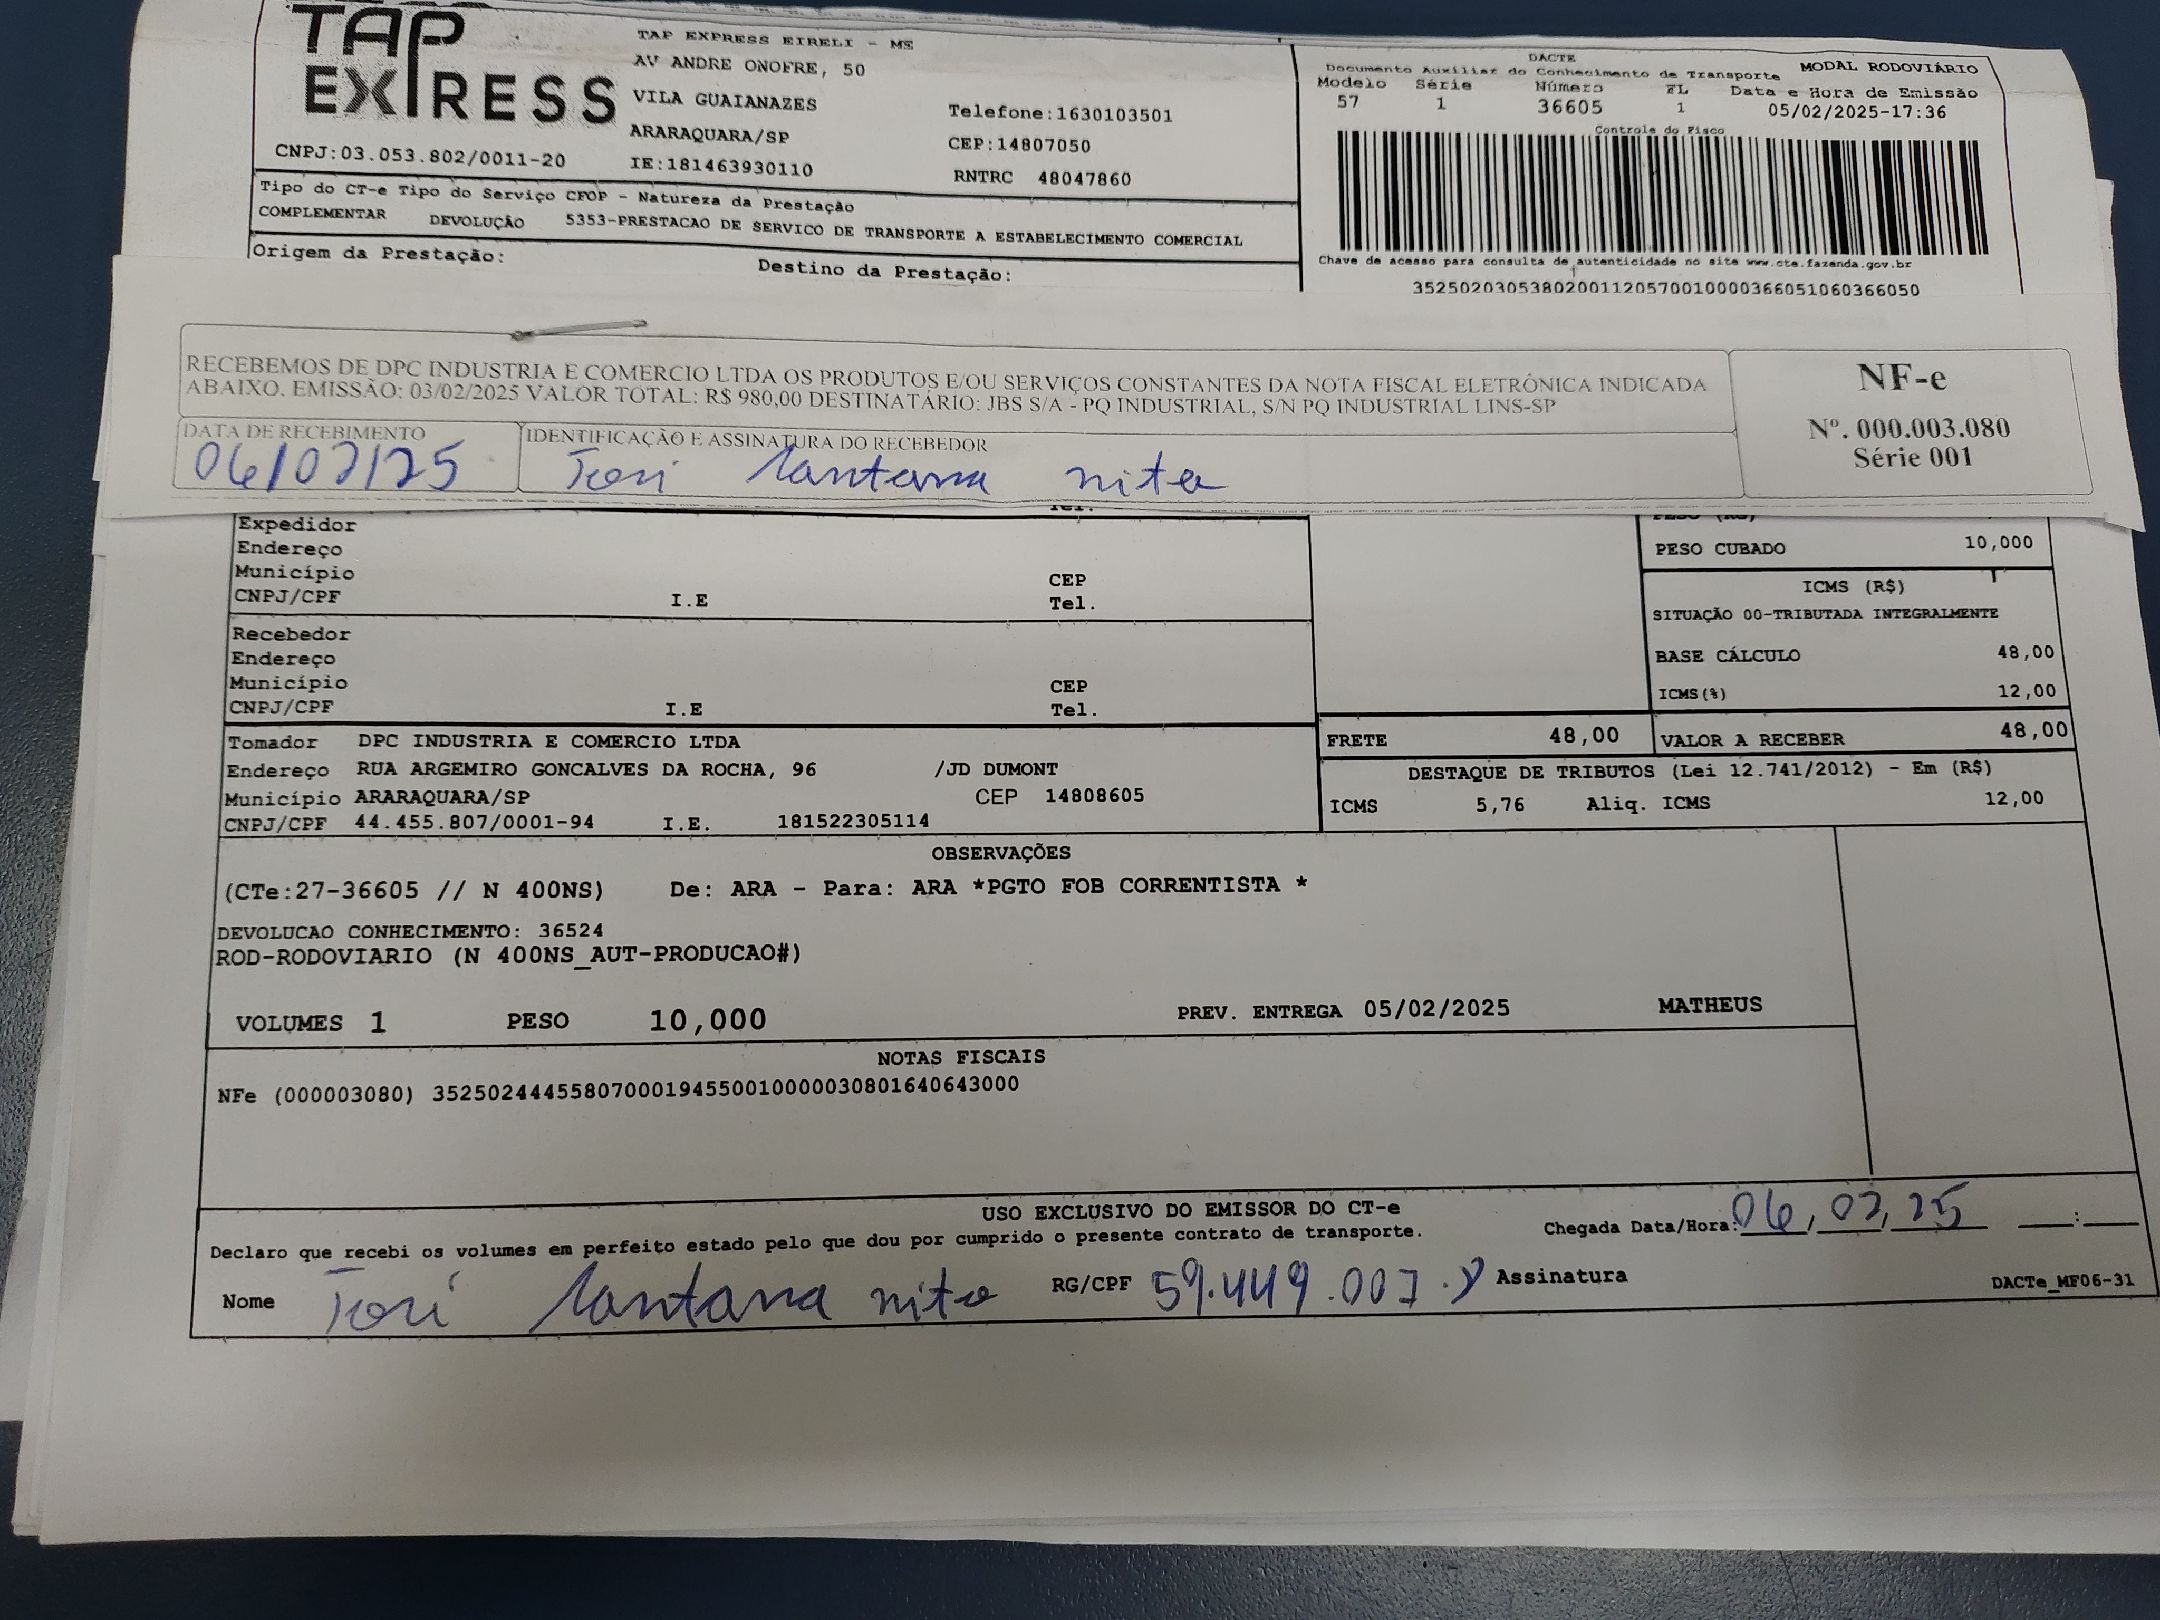 TAP
EXPRESS
TAP EXPRESS EIRELI - ME
AV ANDRE ONOFRE, 50
VILA GUAIANAZES
ARARAQUARA/SP
IE:181463930110
Telefone:1630103501
CEP:14807050
RNTRC 48047860
CNPJ:03.053.802/0011-20
DACTE
Documento Auxiliar do Conhecimento de Transporte
MODAL RODOVIÁRIO
Modelo Série Número FL Data e Hora de Emissão
57 1 36605 1 05/02/2025-17:36
Controle do Fisco
Chave de acesso para consulta de autenticidade no site www.cte.fazenda.gov.br
35250203053802001120570010000366051060366050
Tipo do CT-e Tipo do Serviço CFOP - Natureza da Prestação
COMPLEMENTAR DEVOLUÇÃO 5353-PRESTACAO DE SERVICO DE TRANSPORTE A ESTABELECIMENTO COMERCIAL
Origem da Prestação: Destino da Prestação:
RECEBEMOS DE DPC INDUSTRIA E COMERCIO LTDA OS PRODUTOS E/OU SERVIÇOS CONSTANTES DA NOTA FISCAL ELETRÔNICA INDICADA
ABAIXO. EMISSÃO: 03/02/2025 VALOR TOTAL: R$ 980,00 DESTINATÁRIO: JBS S/A - PQ INDUSTRIAL, S/N PQ INDUSTRIAL LINS-SP
NF-e
Nº. 000.003.080
Série 001
DATA DE RECEBIMENTO
06/02/25
IDENTIFICAÇÃO E ASSINATURA DO RECEBEDOR
Santana
Tel.
Expedidor
Endereço
Município CEP
CNPJ/CPF I.E Tel.
PESO (KG)
PESO CUBADO 10,000
ICMS (R$)
SITUAÇÃO 00-TRIBUTADA INTEGRALMENTE
BASE CÁLCULO 48,00
ICMS(%) 12,00
Recebedor
Endereço
Município CEP
CNPJ/CPF I.E Tel.
FRETE 48,00 VALOR A RECEBER 48,00
Tomador DPC INDUSTRIA E COMERCIO LTDA
Endereço RUA ARGEMIRO GONCALVES DA ROCHA, 96 /JD DUMONT
Município ARARAQUARA/SP CEP 14808605
CNPJ/CPF 44.455.807/0001-94 I.E. 181522305114
DESTAQUE DE TRIBUTOS (Lei 12.741/2012) - Em (R$)
ICMS 5,76 Aliq. ICMS 12,00
OBSERVAÇÕES
(CTe:27-36605 // N 400NS) De: ARA - Para: ARA *PGTO FOB CORRENTISTA *
DEVOLUCAO CONHECIMENTO: 36524
ROD-RODOVIARIO (N 400NS_AUT-PRODUCAO#)
VOLUMES 1 PESO 10,000 PREV. ENTREGA 05/02/2025 MATHEUS
NOTAS FISCAIS
NFe (000003080) 35250244455807000194550010000030801640643000
USO EXCLUSIVO DO EMISSOR DO CT-e
Declaro que recebi os volumes em perfeito estado pelo que dou por cumprido o presente contrato de transporte.
Chegada Data/Hora: 06/02/25 :
Nome Santana RG/CPF 59.449.007 Assinatura
DACTe_MF06-31